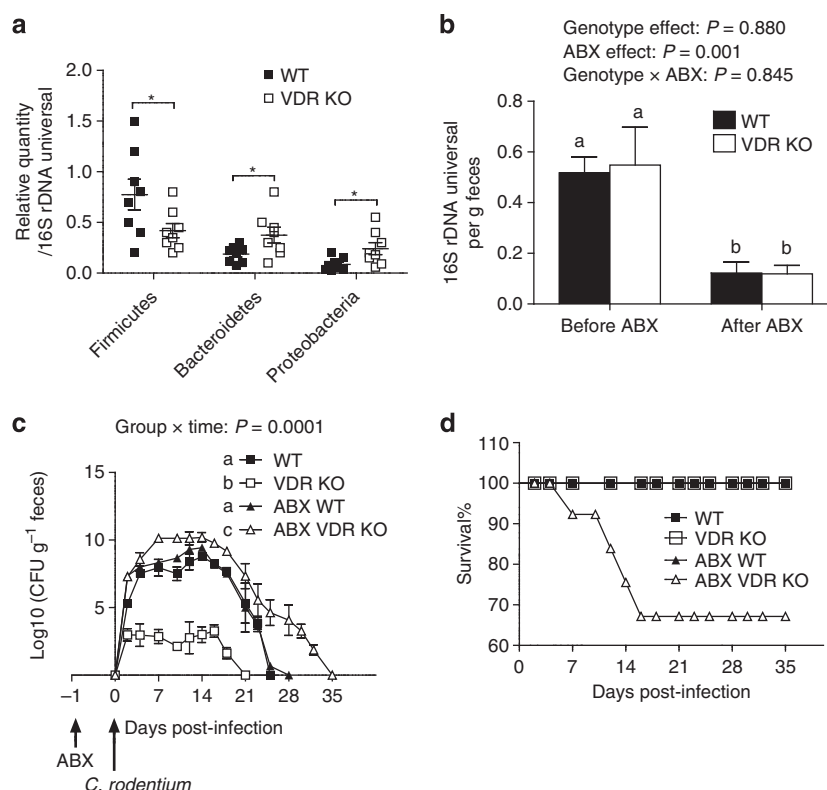 a
WT
VDR KO
2.0
1.5
1.0
0.5
0.0
Relative quantity
/16S rDNA universal
*
*
*
Firmicutes
Bacteroidetes
Proteobacteria
b
Genotype effect: P = 0.880
ABX effect: P = 0.001
Genotype × ABX: P = 0.845
0.8
0.6
0.4
0.2
0.0
16S rDNA universal
per g feces
WT
VDR KO
a
a
b
b
Before ABX
After ABX
c
Group × time: P = 0.0001
a WT
b VDR KO
a ABX WT
c ABX VDR KO
15
10
5
Log10 (CFU g⁻¹ feces)
–1 0 7 14 21 28 35
Days post-infection
ABX
C. rodentium
d
110
100
90
80
70
60
Survival%
WT
VDR KO
ABX WT
ABX VDR KO
0 7 14 21 28 35
Days post-infection